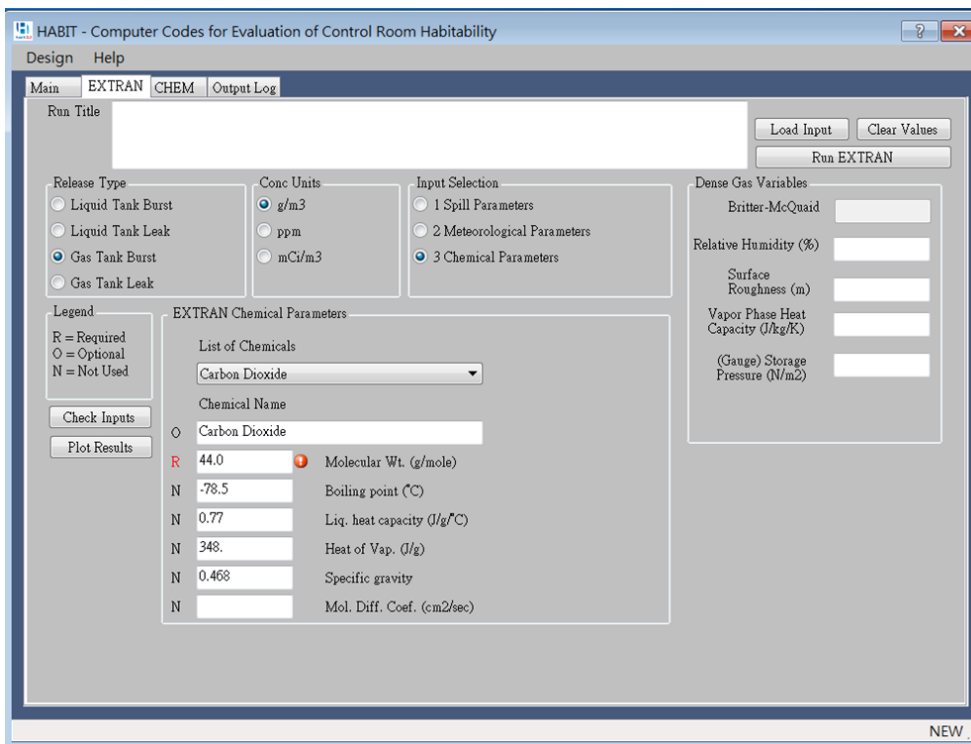 HABIT - Computer Codes for Evaluation of Control Room Habitability
Design Help
Main EXTRAN CHEM Output Log
Run Title
Load Input Clear Values
Run EXTRAN
Release Type
Liquid Tank Burst
Liquid Tank Leak
Gas Tank Burst
Gas Tank Leak
Conc Units
g/m3
ppm
mCi/m3
Input Selection
1 Spill Parameters
2 Meteorological Parameters
3 Chemical Parameters
Dense Gas Variables
Britter-McQuaid
Relative Humidity (%)
Surface
Roughness (m)
Vapor Phase Heat
Capacity (J/kg/K)
(Gauge) Storage
Pressure (N/m2)
Legend
R = Required
O = Optional
N = Not Used
Check Inputs
Plot Results
EXTRAN Chemical Parameters
List of Chemicals
Carbon Dioxide
Chemical Name
O Carbon Dioxide
R 44.0 Molecular Wt. (g/mole)
N -78.5 Boiling point (°C)
N 0.77 Liq. heat capacity (J/g/°C)
N 348. Heat of Vap. (J/g)
N 0.468 Specific gravity
N Mol. Diff. Coef. (cm2/sec)
NEW